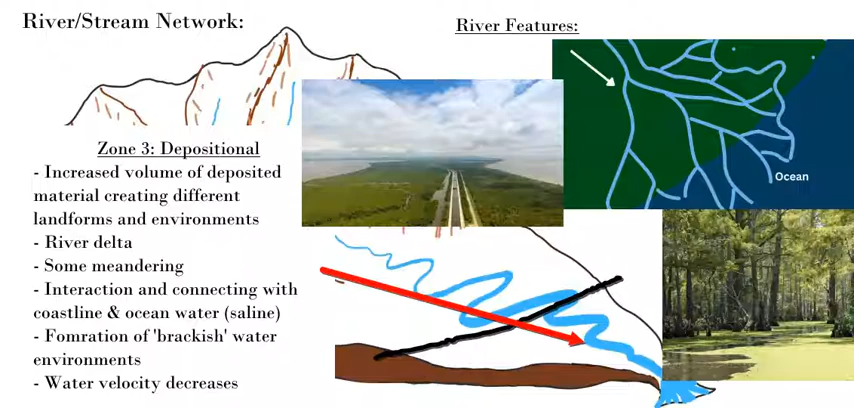 River/Stream Network:
River Features:
Zone 3: Depositional
- Increased volume of deposited
material creating different
landforms and environments
- River delta
- Some meandering
- Interaction and connecting with
coastline & ocean water (saline)
- Fomration of 'brackish' water
environments
- Water velocity decreases
Ocean